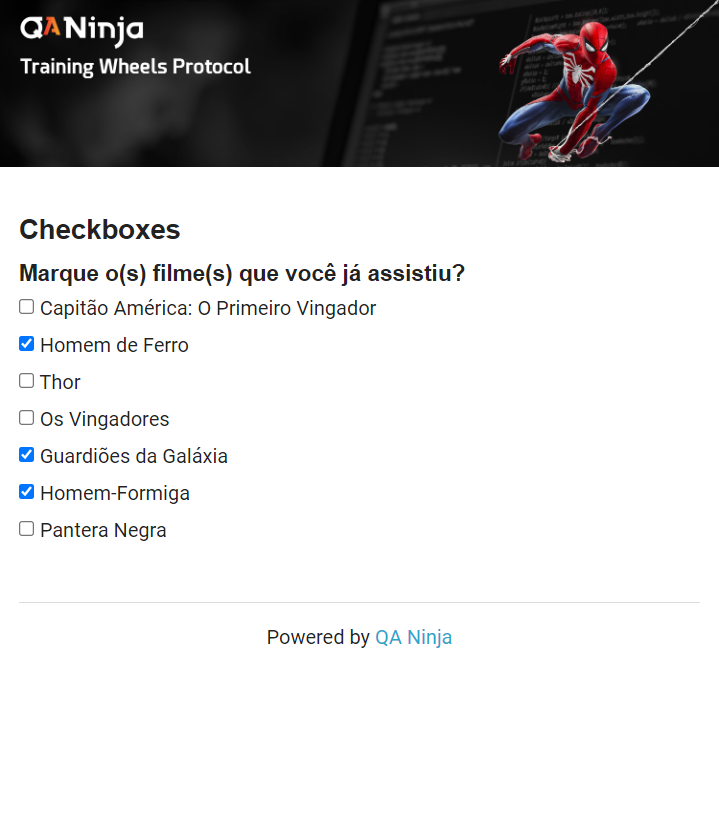 QA Ninja
Training Wheels Protocol
Checkboxes
Marque o(s) filme(s) que você já assistiu?
Capitão América: O Primeiro Vingador
Homem de Ferro
Thor
Os Vingadores
Guardiões da Galáxia
Homem-Formiga
Pantera Negra
Powered by QA Ninja